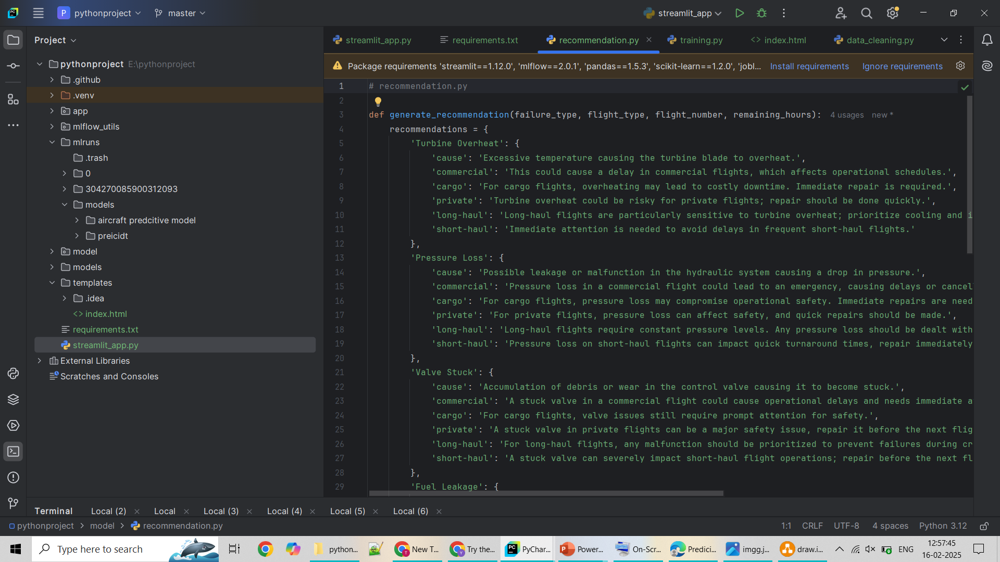 P pythonproject master streamlit_app
Project
pythonproject E:\pythonproject
.github
.venv
app
mlflow_utils
mlruns
.trash
0
304270085900312093
models
aircraft predcitive model
preicidt
model
models
templates
.idea
index.html
requirements.txt
streamlit_app.py
External Libraries
Scratches and Consoles
streamlit_app.py requirements.txt recommendation.py training.py index.html data_cleaning.py
Package requirements 'streamlit==1.12.0', 'mlflow==2.0.1', 'pandas==1.5.3', 'scikit-learn==1.2.0', 'jobl... Install requirements Ignore requirements
1 # recommendation.py
2
3 def generate_recommendation(failure_type, flight_type, flight_number, remaining_hours): 4 usages new *
4 recommendations = {
5 'Turbine Overheat': {
6 'cause': 'Excessive temperature causing the turbine blade to overheat.',
7 'commercial': 'This could cause a delay in commercial flights, which affects operational schedules.',
8 'cargo': 'For cargo flights, overheating may lead to costly downtime. Immediate repair is required.',
9 'private': 'Turbine overheat could be risky for private flights; repair should be done quickly.',
10 'long-haul': 'Long-haul flights are particularly sensitive to turbine overheat; prioritize cooling and i
11 'short-haul': 'Immediate attention is needed to avoid delays in frequent short-haul flights.'
12 },
13 'Pressure Loss': {
14 'cause': 'Possible leakage or malfunction in the hydraulic system causing a drop in pressure.',
15 'commercial': 'Pressure loss in a commercial flight could lead to an emergency, causing delays or cancel
16 'cargo': 'For cargo flights, pressure loss may compromise operational safety. Immediate repairs are need
17 'private': 'For private flights, pressure loss can affect safety, and quick repairs should be made.',
18 'long-haul': 'Long-haul flights require constant pressure levels. Any pressure loss should be dealt with
19 'short-haul': 'Pressure loss on short-haul flights can impact quick turnaround times, repair immediately
20 },
21 'Valve Stuck': {
22 'cause': 'Accumulation of debris or wear in the control valve causing it to become stuck.',
23 'commercial': 'A stuck valve in a commercial flight could cause operational delays and needs immediate a
24 'cargo': 'For cargo flights, valve issues still require prompt attention for safety.',
25 'private': 'A stuck valve in private flights can be a major safety issue, repair it before the next flig
26 'long-haul': 'For long-haul flights, any malfunction should be prioritized to prevent failures during cr
27 'short-haul': 'A stuck valve can severely impact short-haul flight operations; repair before the next fl
28 },
29 'Fuel Leakage': {
Terminal Local (2) Local Local (3) Local (4) Local (5) Local (6)
pythonproject > model > recommendation.py 1:1 CRLF UTF-8 4 spaces Python 3.12
Type here to search python... New T... Try the... PyChar... Power... On-Scr... Predici... imgg.j... draw.i... ENG 12:57:45
16-02-2025